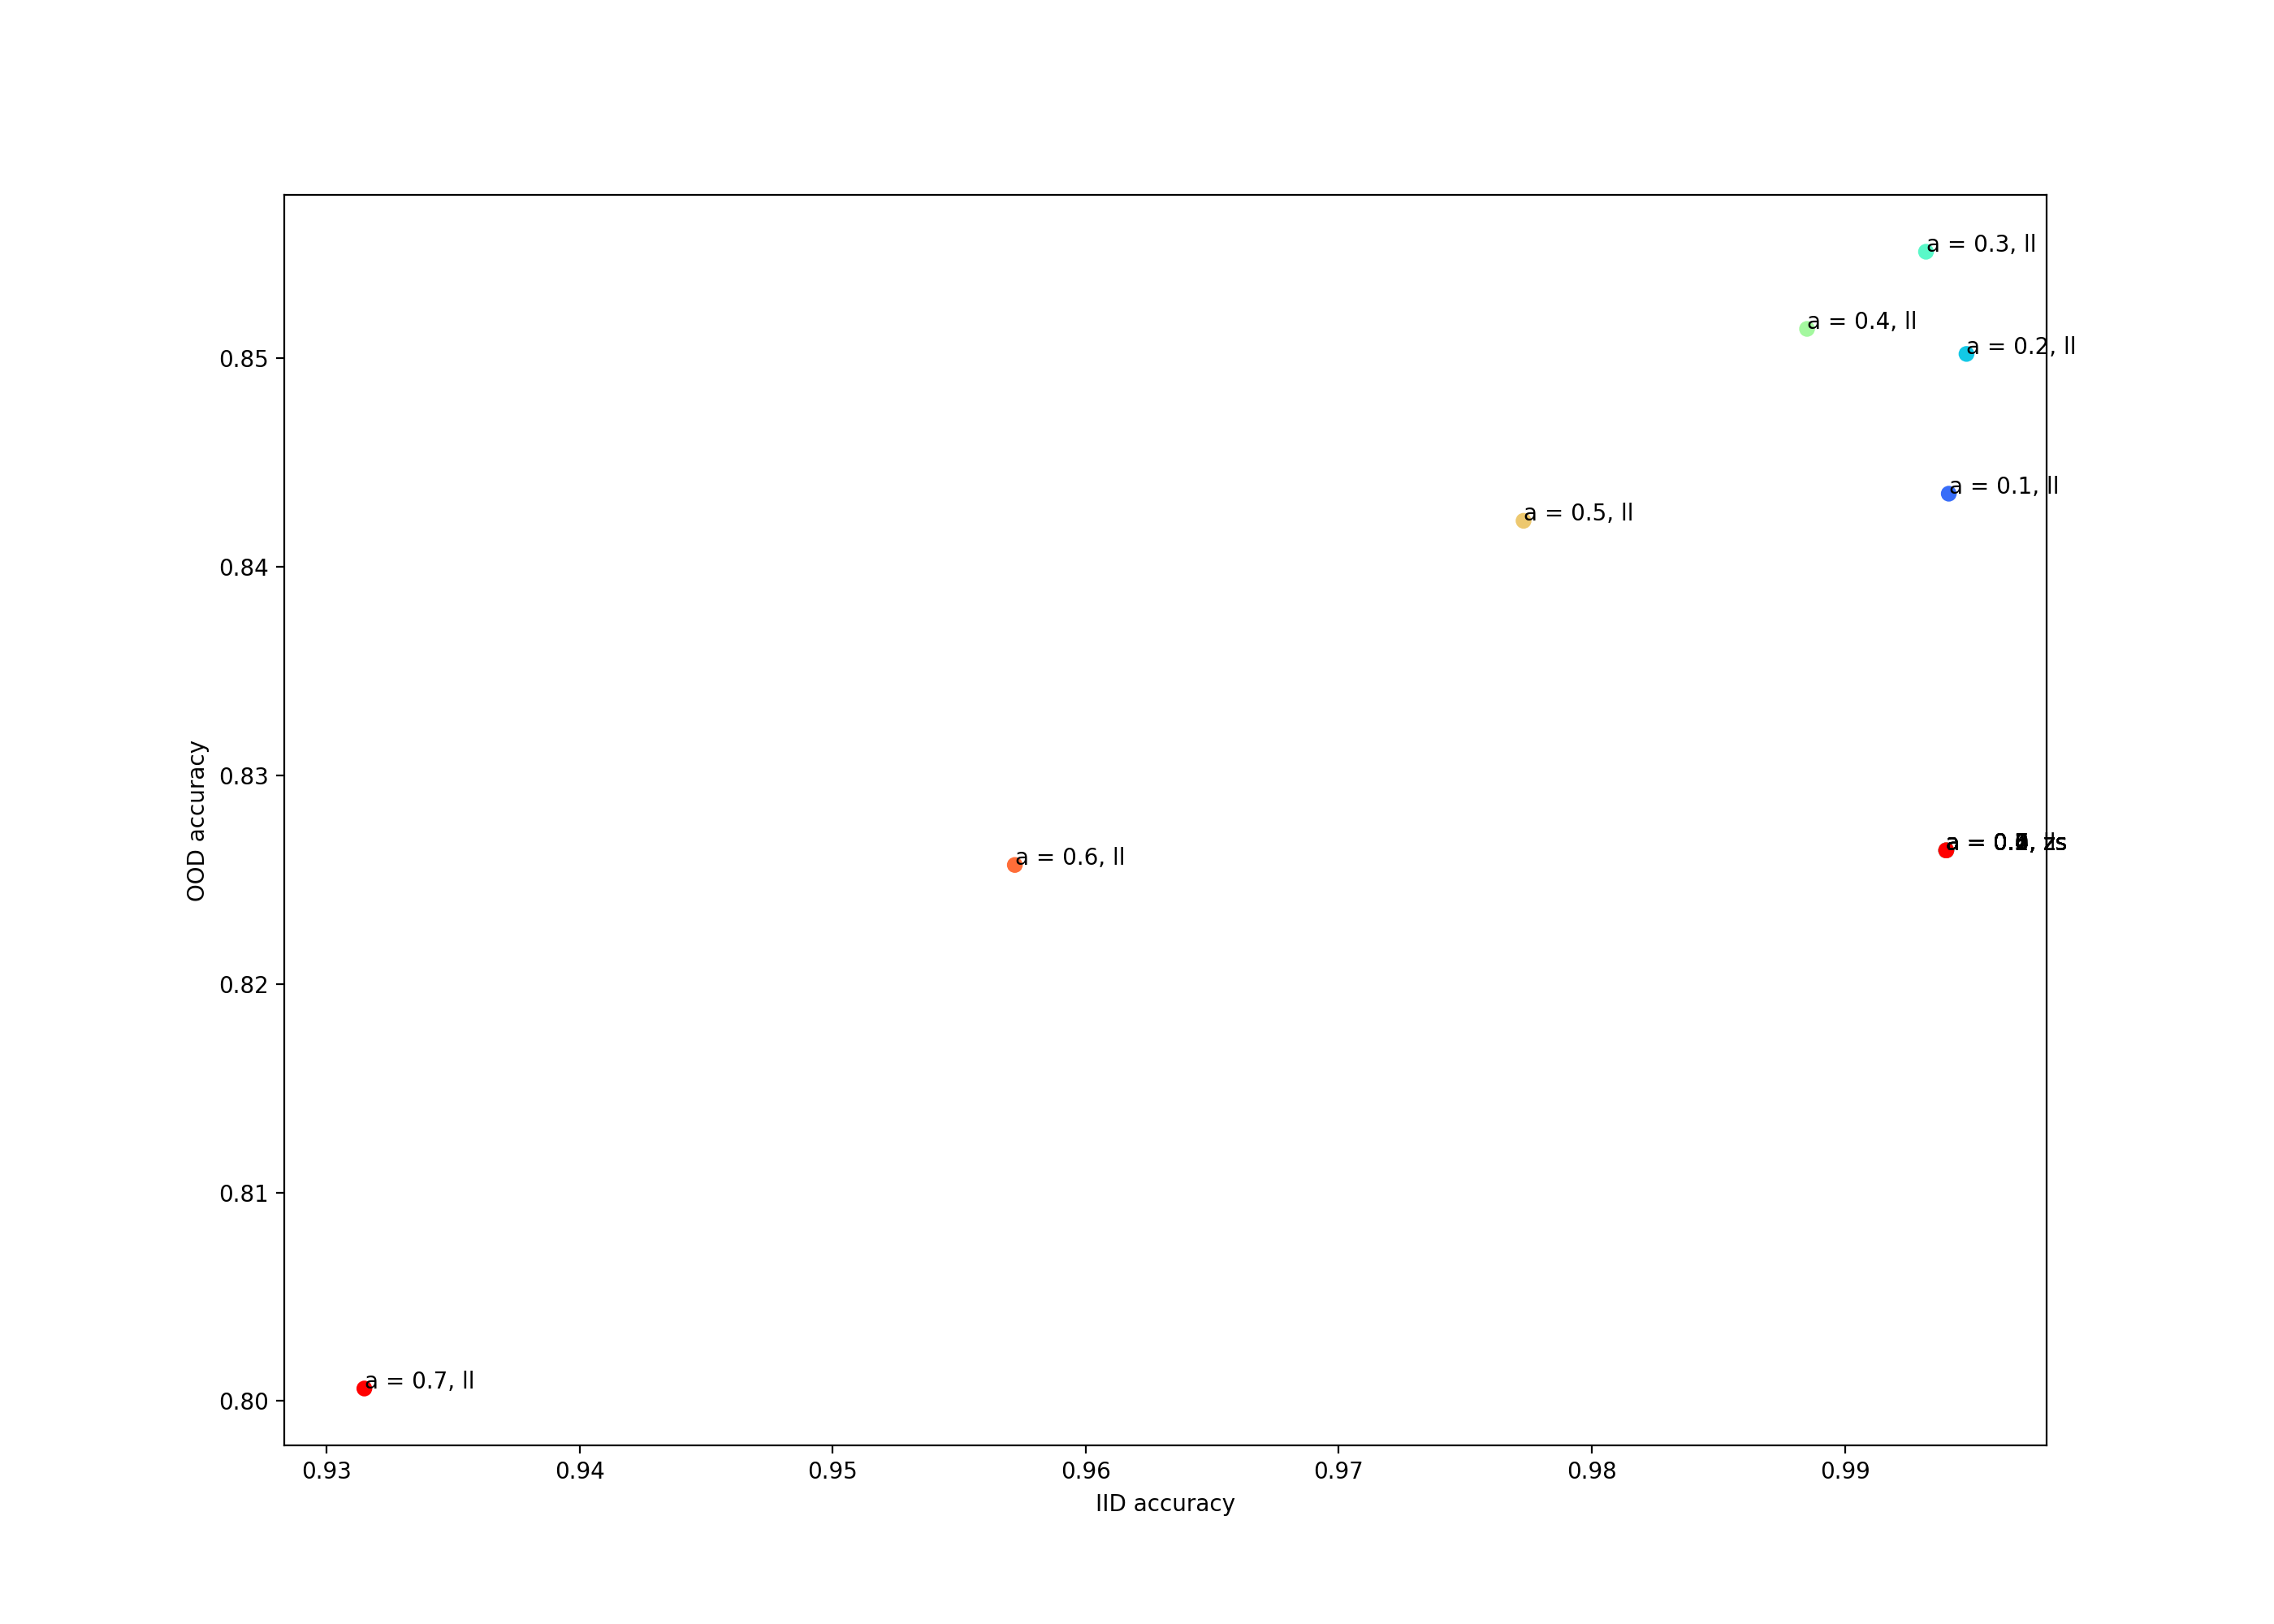 a = 0.3, ll
a = 0.4, ll
a = 0.2, ll
0.85
a = 0.1, ll
a = 0.5, ll
0.84
0.83
a = 0.6, ll
OOD accuracy
0.82
0.81
a = 0.7, ll
0.80
0.93 0.94 0.95 0.96 0.97 0.98 0.99
IID accuracy